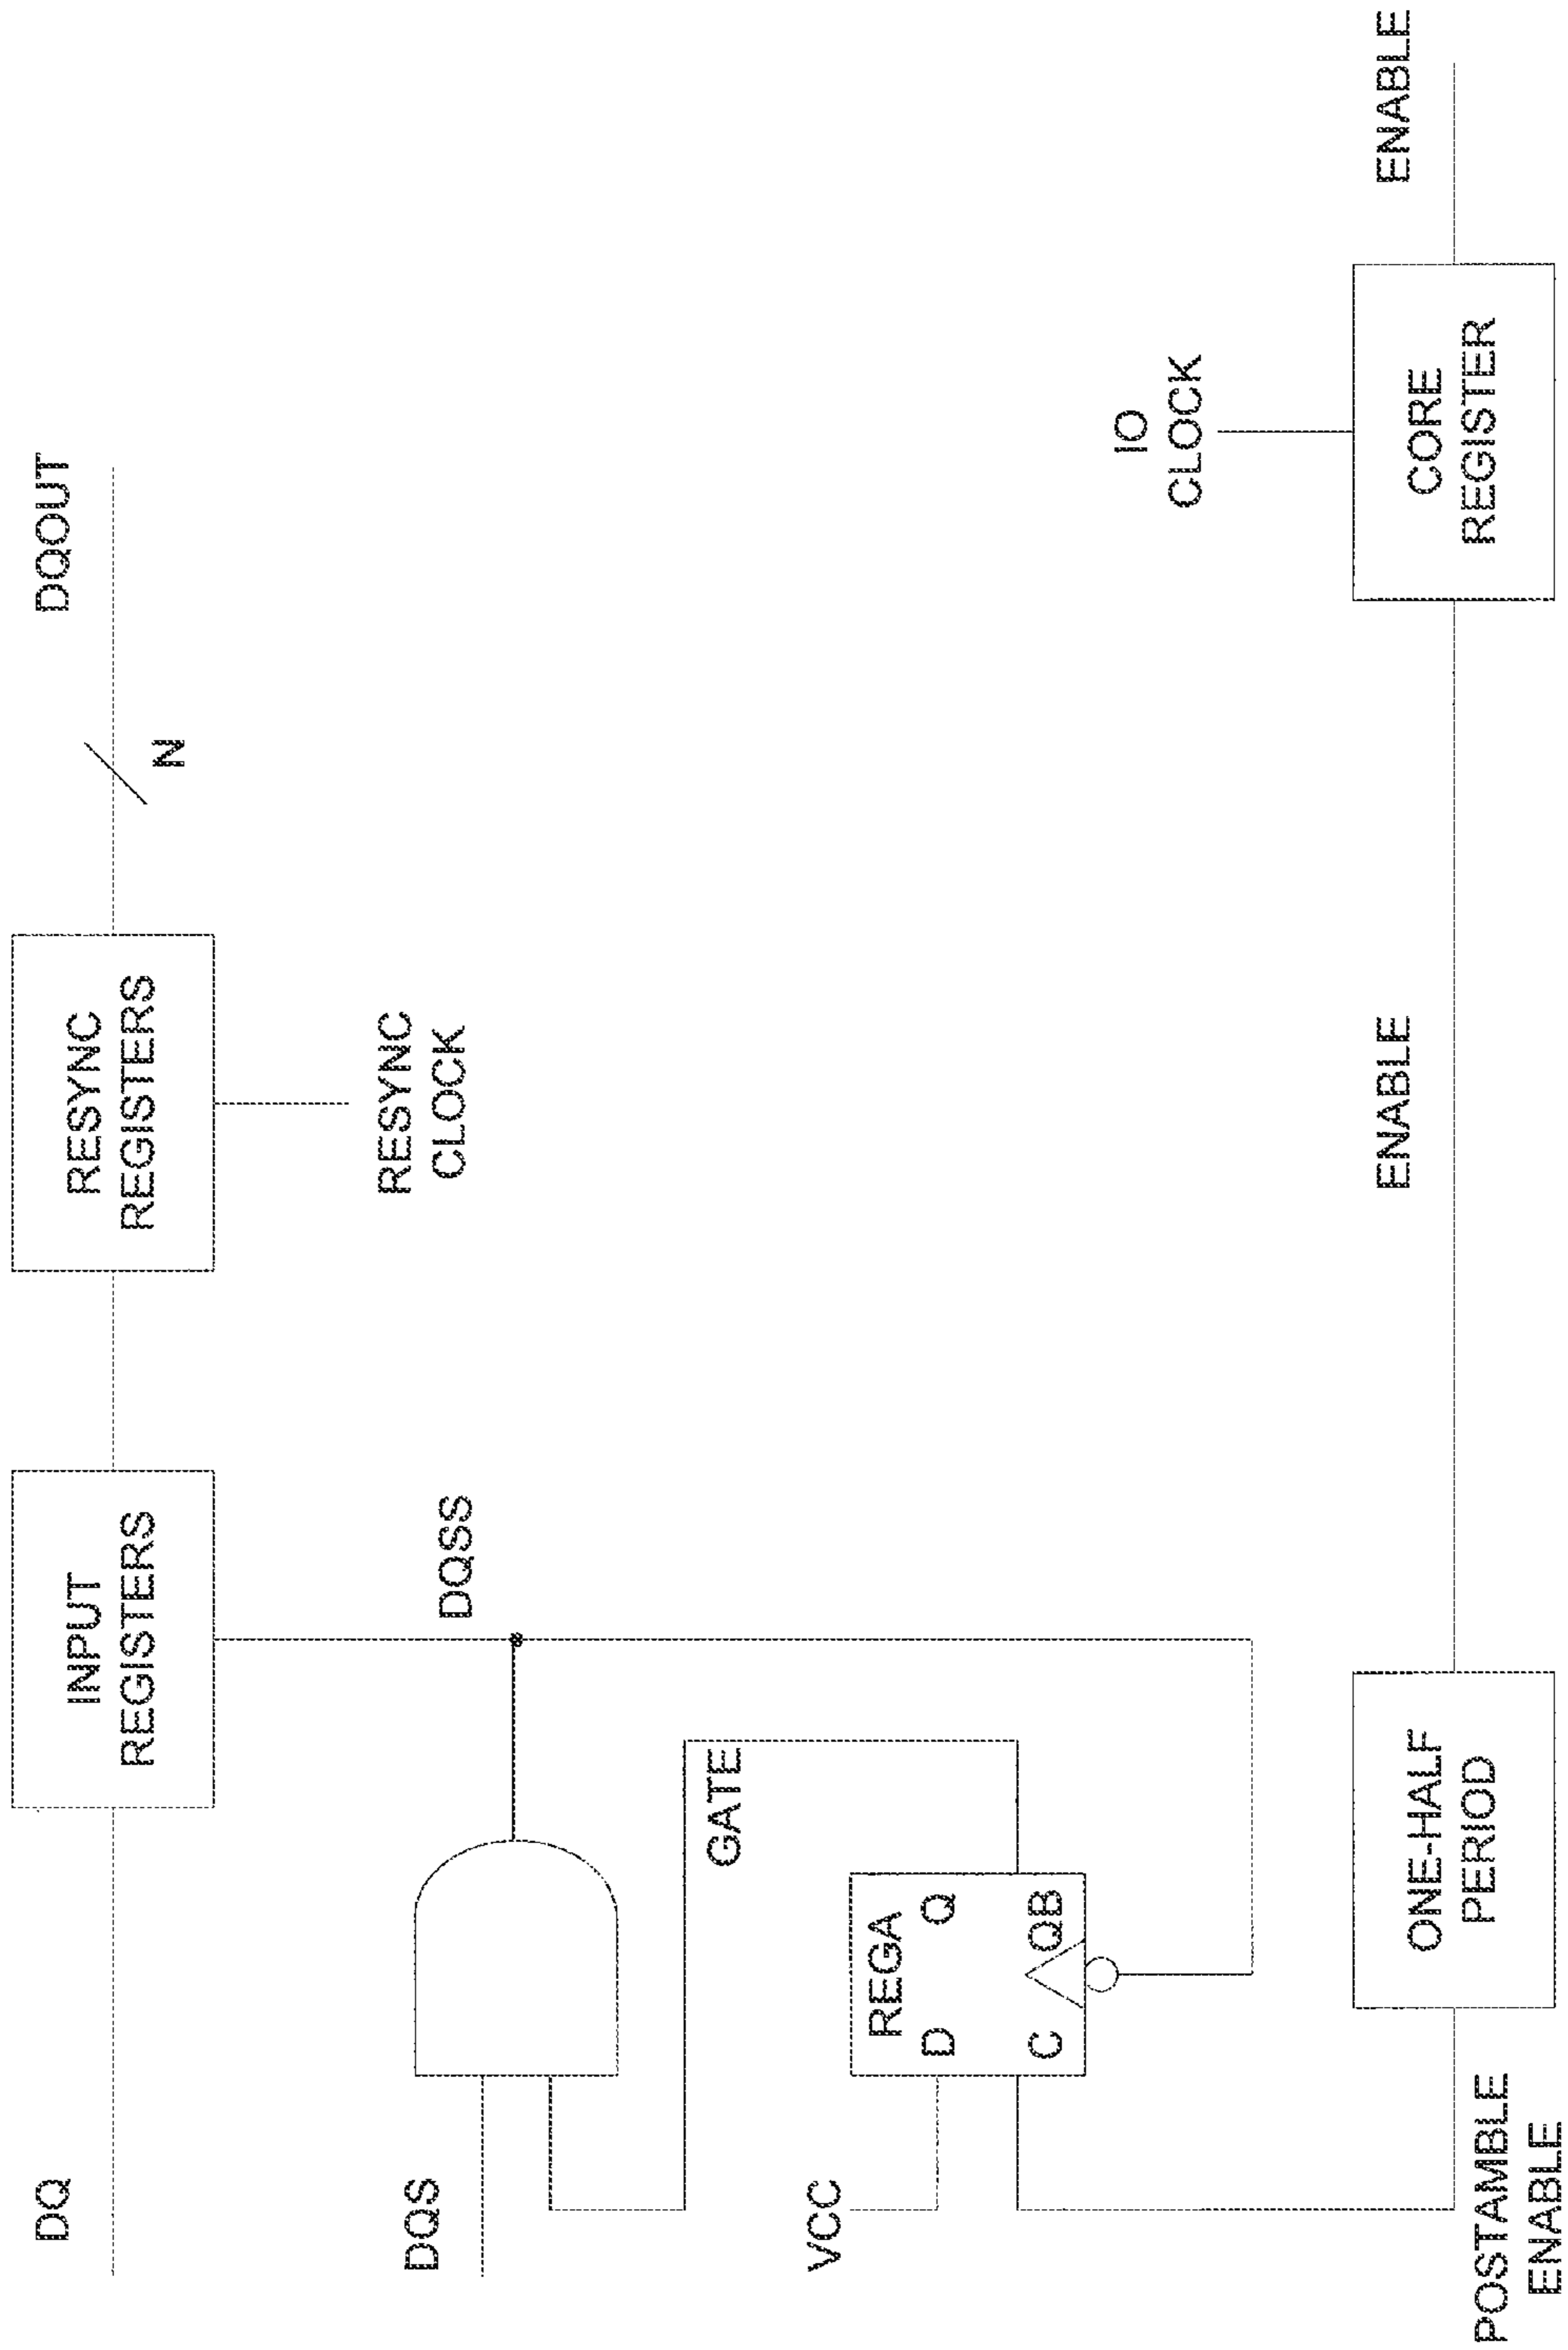 DQ
INPUT
REGISTERS
RESYNC
REGISTERS
N
DQOUT
DQS
DQSS
RESYNC
CLOCK
GATE
VCC
REGA
D Q
C QB
IO
CLOCK
POSTAMBLE
ENABLE
ONE-HALF
PERIOD
ENABLE
CORE
REGISTER
ENABLE